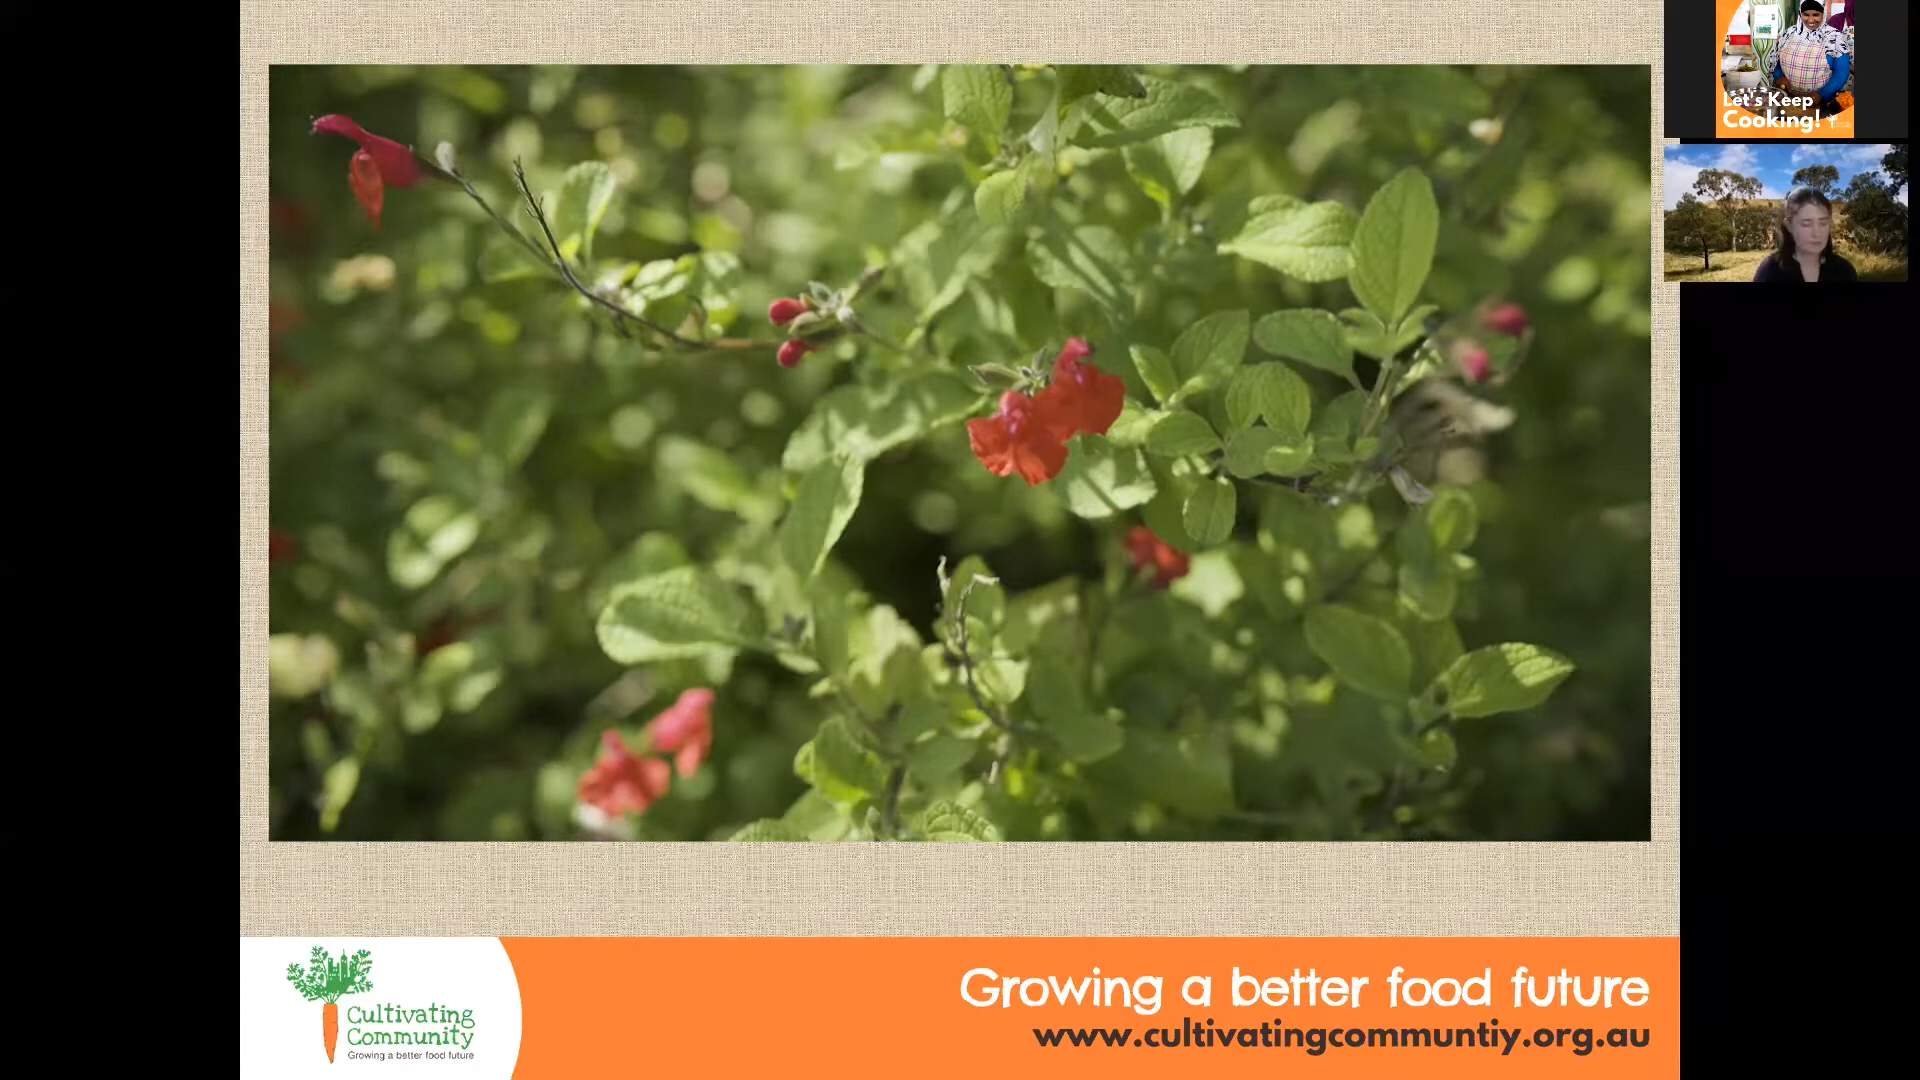 Let's Keep
Cooking!
Cultivating
Community
Growing a better food future
Growing a better food future
www.cultivatingcommuntiy.org.au